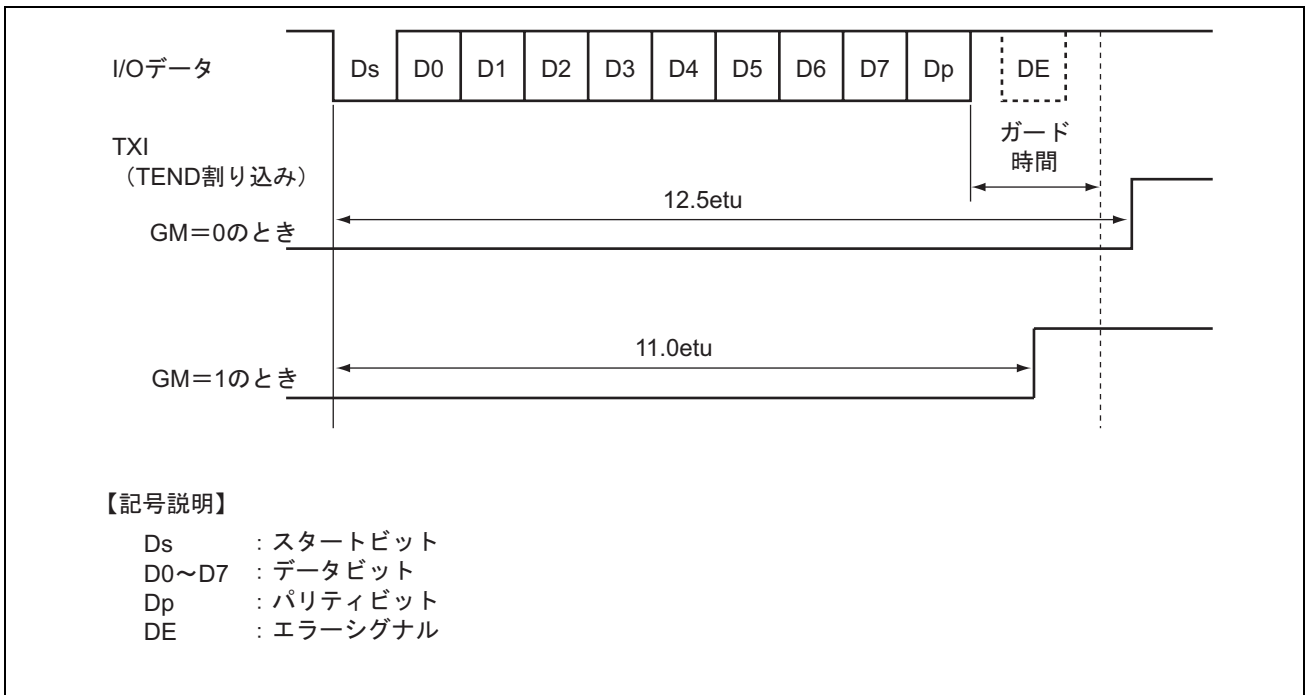 I/Oデータ Ds D0 D1 D2 D3 D4 D5 D6 D7 Dp DE
ガード
時間
TXI
（TEND割り込み）
12.5etu
GM＝0のとき
11.0etu
GM＝1のとき
【記号説明】
Ds ：スタートビット
D0～D7 ：データビット
Dp ：パリティビット
DE ：エラーシグナル